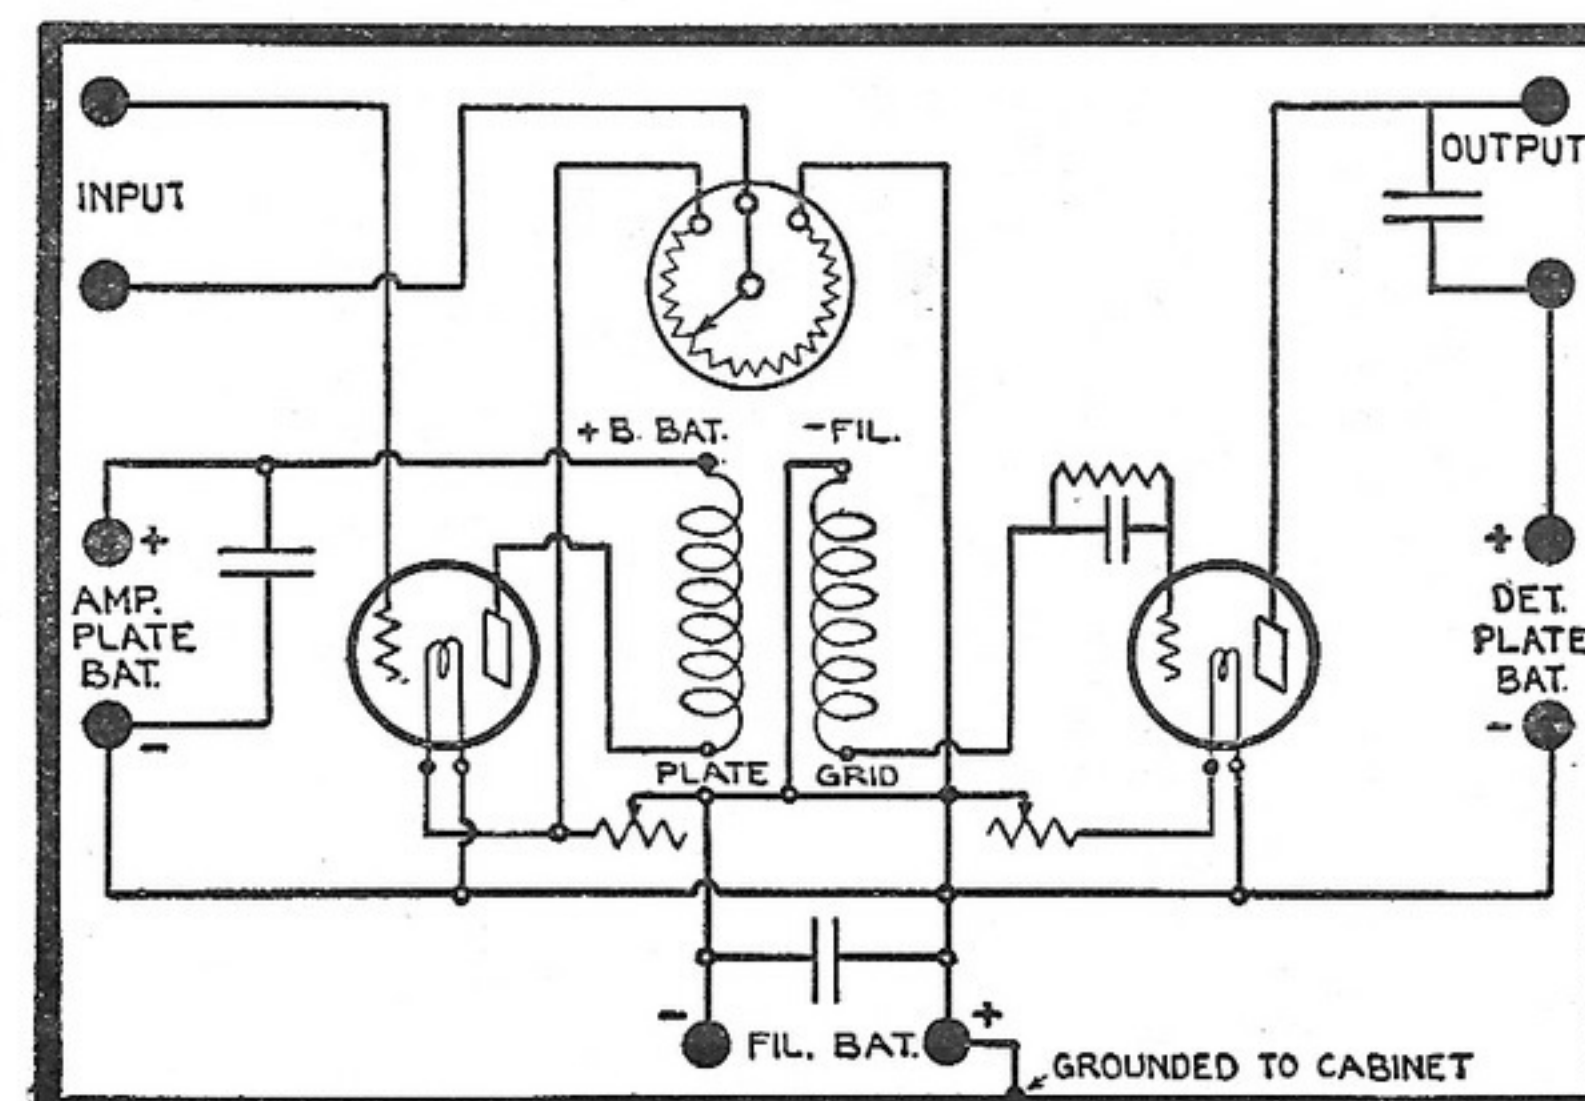 INPUT
OUTPUT
+ B. BAT.
-FIL.
+
AMP.
PLATE
BAT.
-
+
DET.
PLATE
BAT.
-
PLATE
GRID
-
FIL. BAT.
+
GROUNDED TO CABINET